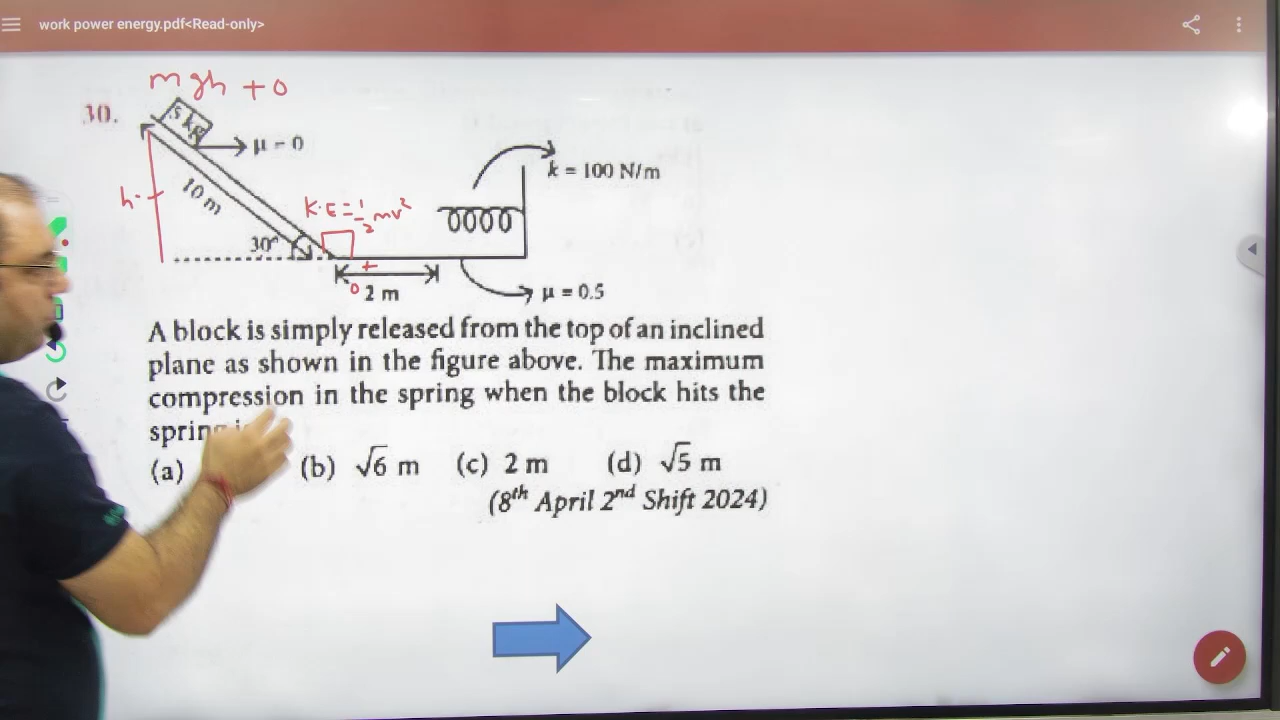 work power energy.pdf<Read-only>
mgh + 0
30.
5 kg
μ = 0
k = 100 N/m
10 m
h
K.E = 1/2 mv²
30°
+
0
2 m
μ = 0.5
A block is simply released from the top of an inclined
plane as shown in the figure above. The maximum
compression in the spring when the block hits the
spring
(a) (b) √6 m (c) 2 m (d) √5 m
(8th April 2nd Shift 2024)